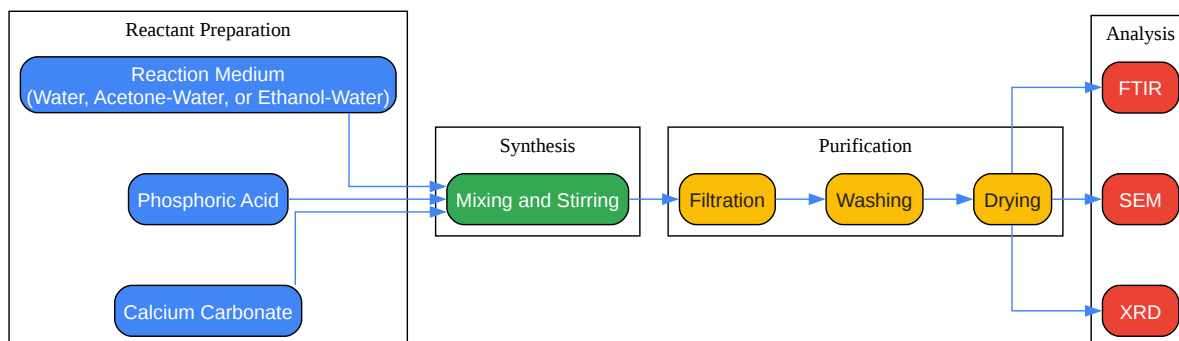 Reactant Preparation
Reaction Medium
(Water, Acetone-Water, or Ethanol-Water)
Phosphoric Acid
Calcium Carbonate
Synthesis
Mixing and Stirring
Purification
Filtration
Washing
Drying
Analysis
FTIR
SEM
XRD